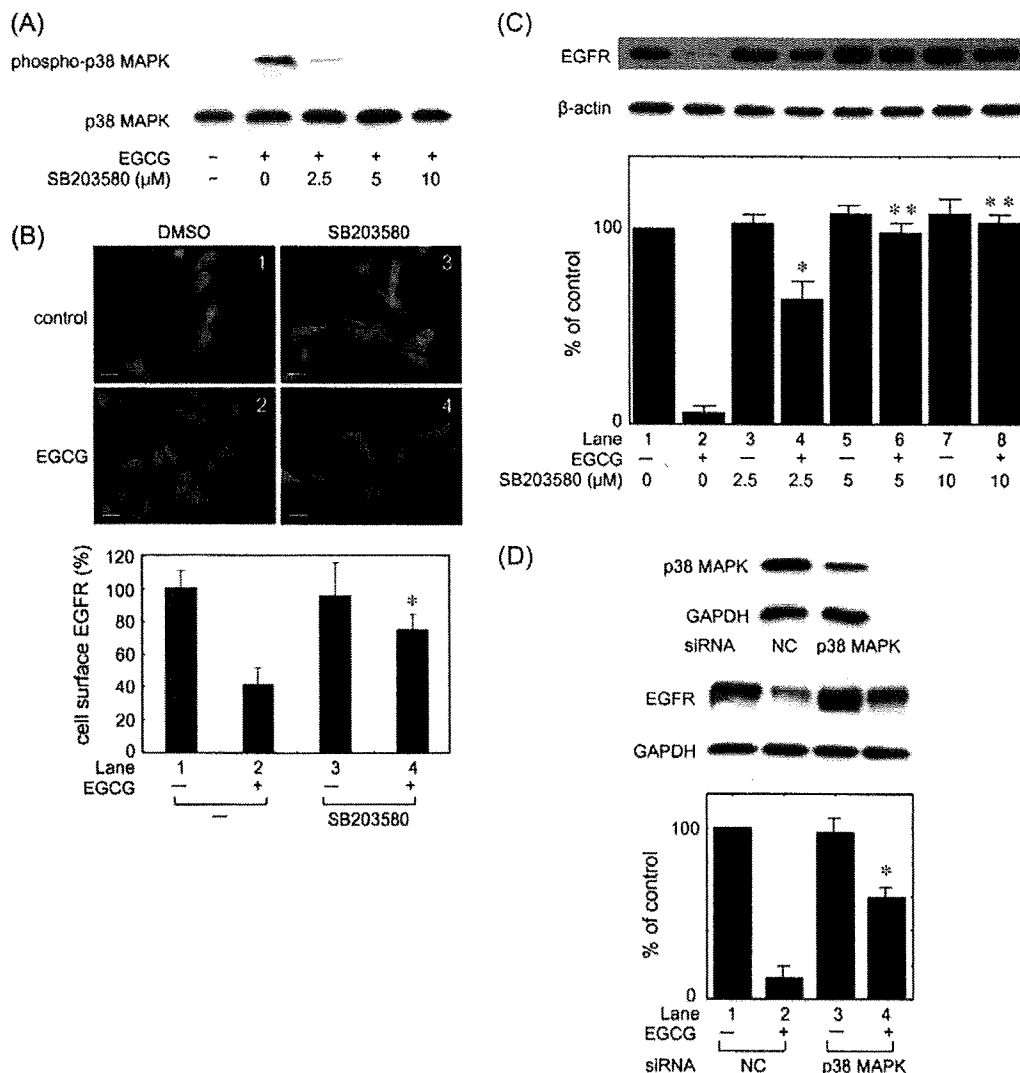 (A)
phospho-p38 MAPK
p38 MAPK
EGCG – + + + +
SB203580 (μM) – 0 2.5 5 10
(B)
DMSO SB203580
control
1 3
EGCG
2 4
cell surface EGFR (%)
120
100
80
60
40
20
0
*
Lane 1 2 3 4
EGCG — + — +
— SB203580
(C)
EGFR
β-actin
% of control
100
0
* ** **
Lane 1 2 3 4 5 6 7 8
EGCG — + — + — + — +
SB203580 (μM) 0 0 2.5 2.5 5 5 10 10
(D)
p38 MAPK
GAPDH
siRNA NC p38 MAPK
EGFR
GAPDH
% of control
100
0
*
Lane 1 2 3 4
EGCG — + — +
siRNA NC p38 MAPK